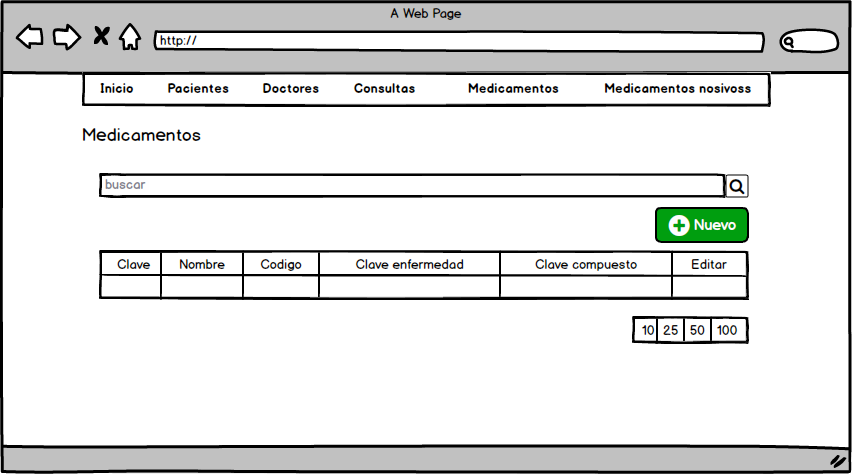 A Web Page
http://
Inicio Pacientes Doctores Consultas Medicamentos Medicamentos nosivoss
Medicamentos
buscar
Nuevo
Clave Nombre Codigo Clave enfermedad Clave compuesto Editar
10 25 50 100